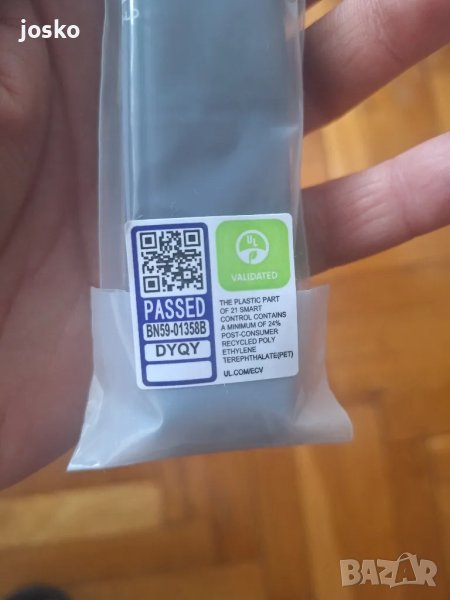 josko
PASSED
BN59-01358B
DYQY
UL
VALIDATED
THE PLASTIC PART
OF 21 SMART
CONTROL CONTAINS
A MINIMUM OF 24%
POST-CONSUMER
RECYCLED POLY
ETHYLENE
TEREPHTHALATE(PET)
UL.COM/ECV
BAZAR